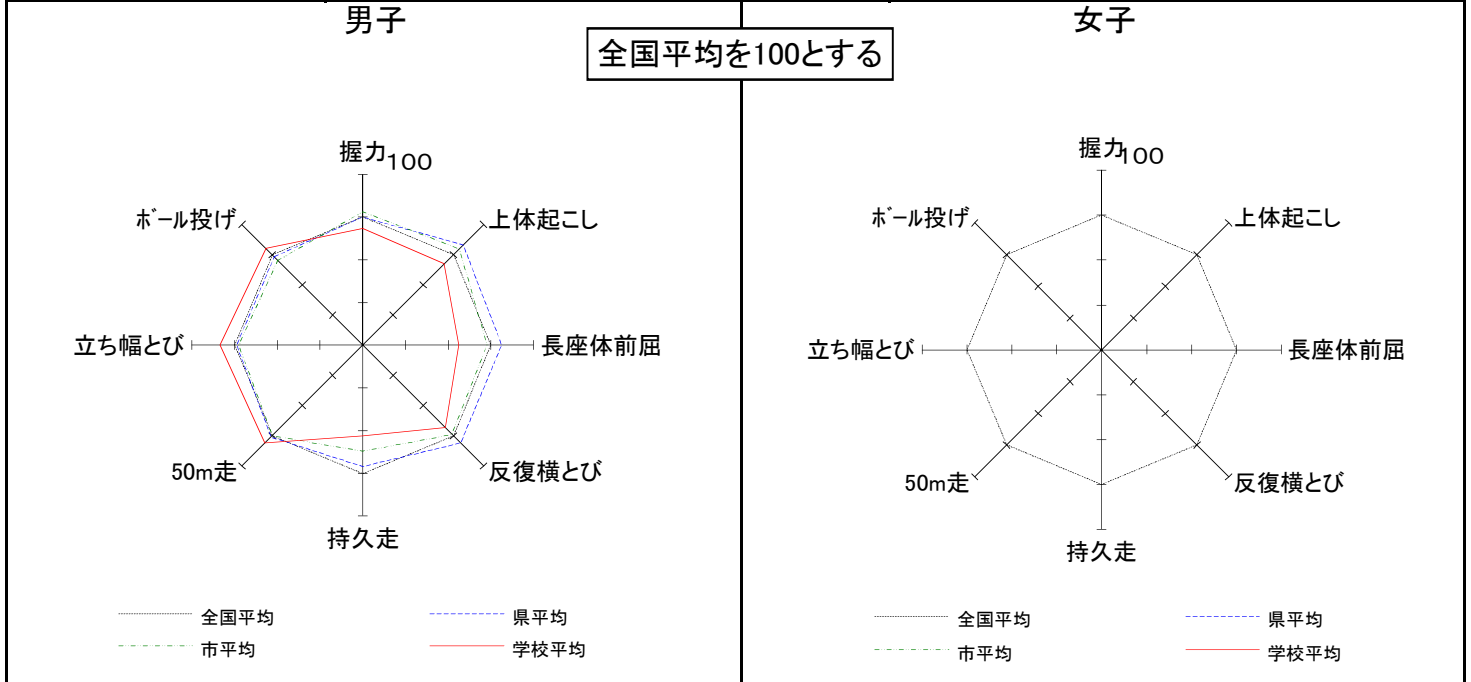 男子
女子
全国平均を100とする
握力
100
上体起こし
長座体前屈
反復横とび
持久走
50m走
立ち幅とび
ボール投げ
全国平均
県平均
市平均
学校平均
握力
100
上体起こし
長座体前屈
反復横とび
持久走
50m走
立ち幅とび
ボール投げ
全国平均
県平均
市平均
学校平均